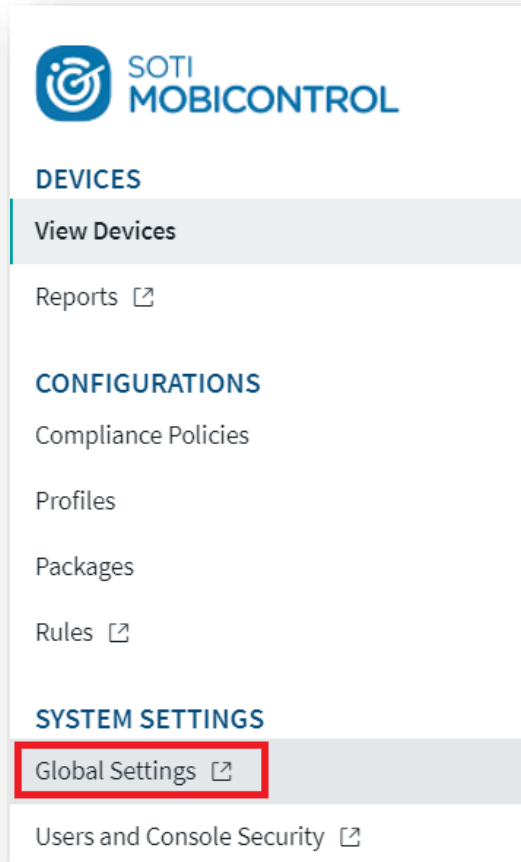 SOTI
MOBICONTROL
DEVICES
View Devices
Reports
CONFIGURATIONS
Compliance Policies
Profiles
Packages
Rules
SYSTEM SETTINGS
Global Settings
Users and Console Security